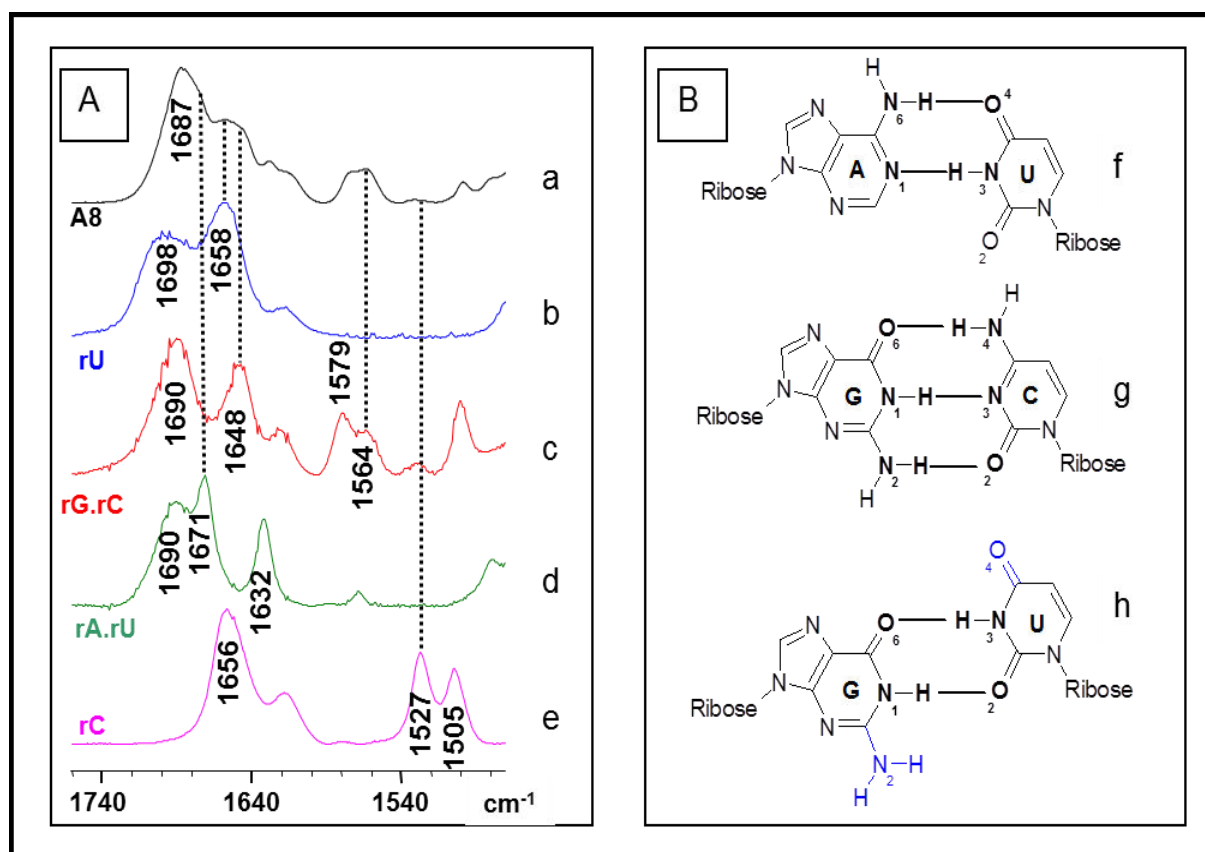 A
1687
a
A8
1698
1658
b
rU
1690
1648
1579
1564
c
rG.rC
1690
1671
1632
d
rA.rU
1656
1527
1505
e
rC
1740 1640 1540 cm-1
B
H
N H O 4
6
N
N A N H N U f
1 3
Ribose N
N
O N
2 Ribose
H
O H N
6 4
N
N G N H N C g
1 3
Ribose N
N
N H O
2 2 Ribose
H
O
4
O H N U h
6 3
N
N G N H O N
1 2
Ribose Ribose
N
N H
2
H